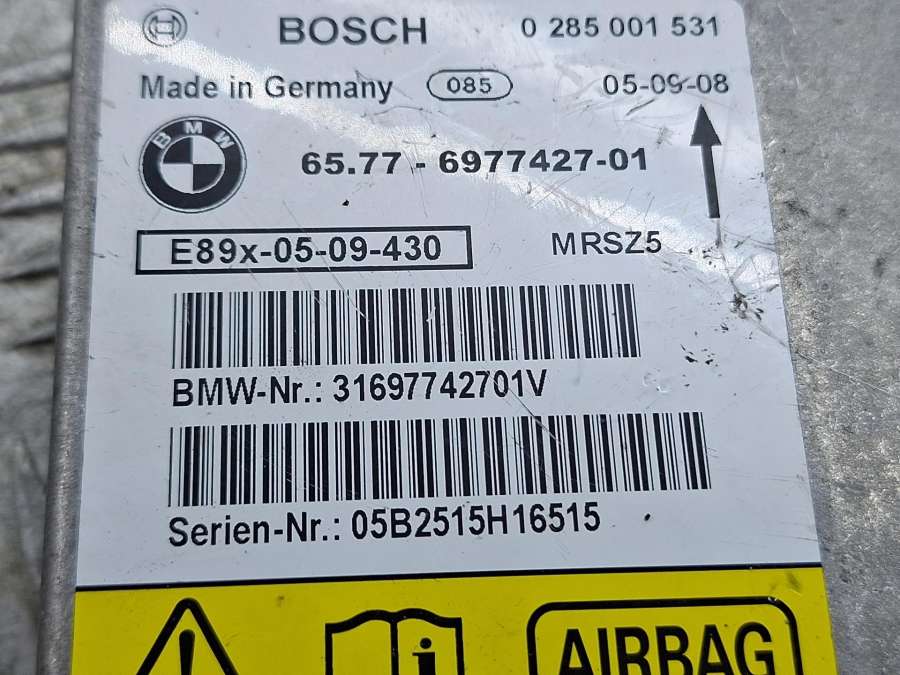 BOSCH 0 285 001 531
Made in Germany 085 05-09-08
BMW 65.77 - 6977427-01
E89x-05-09-430 MRSZ5
BMW-Nr.: 31697742701V
Serien-Nr.: 05B2515H16515
AIRBAG